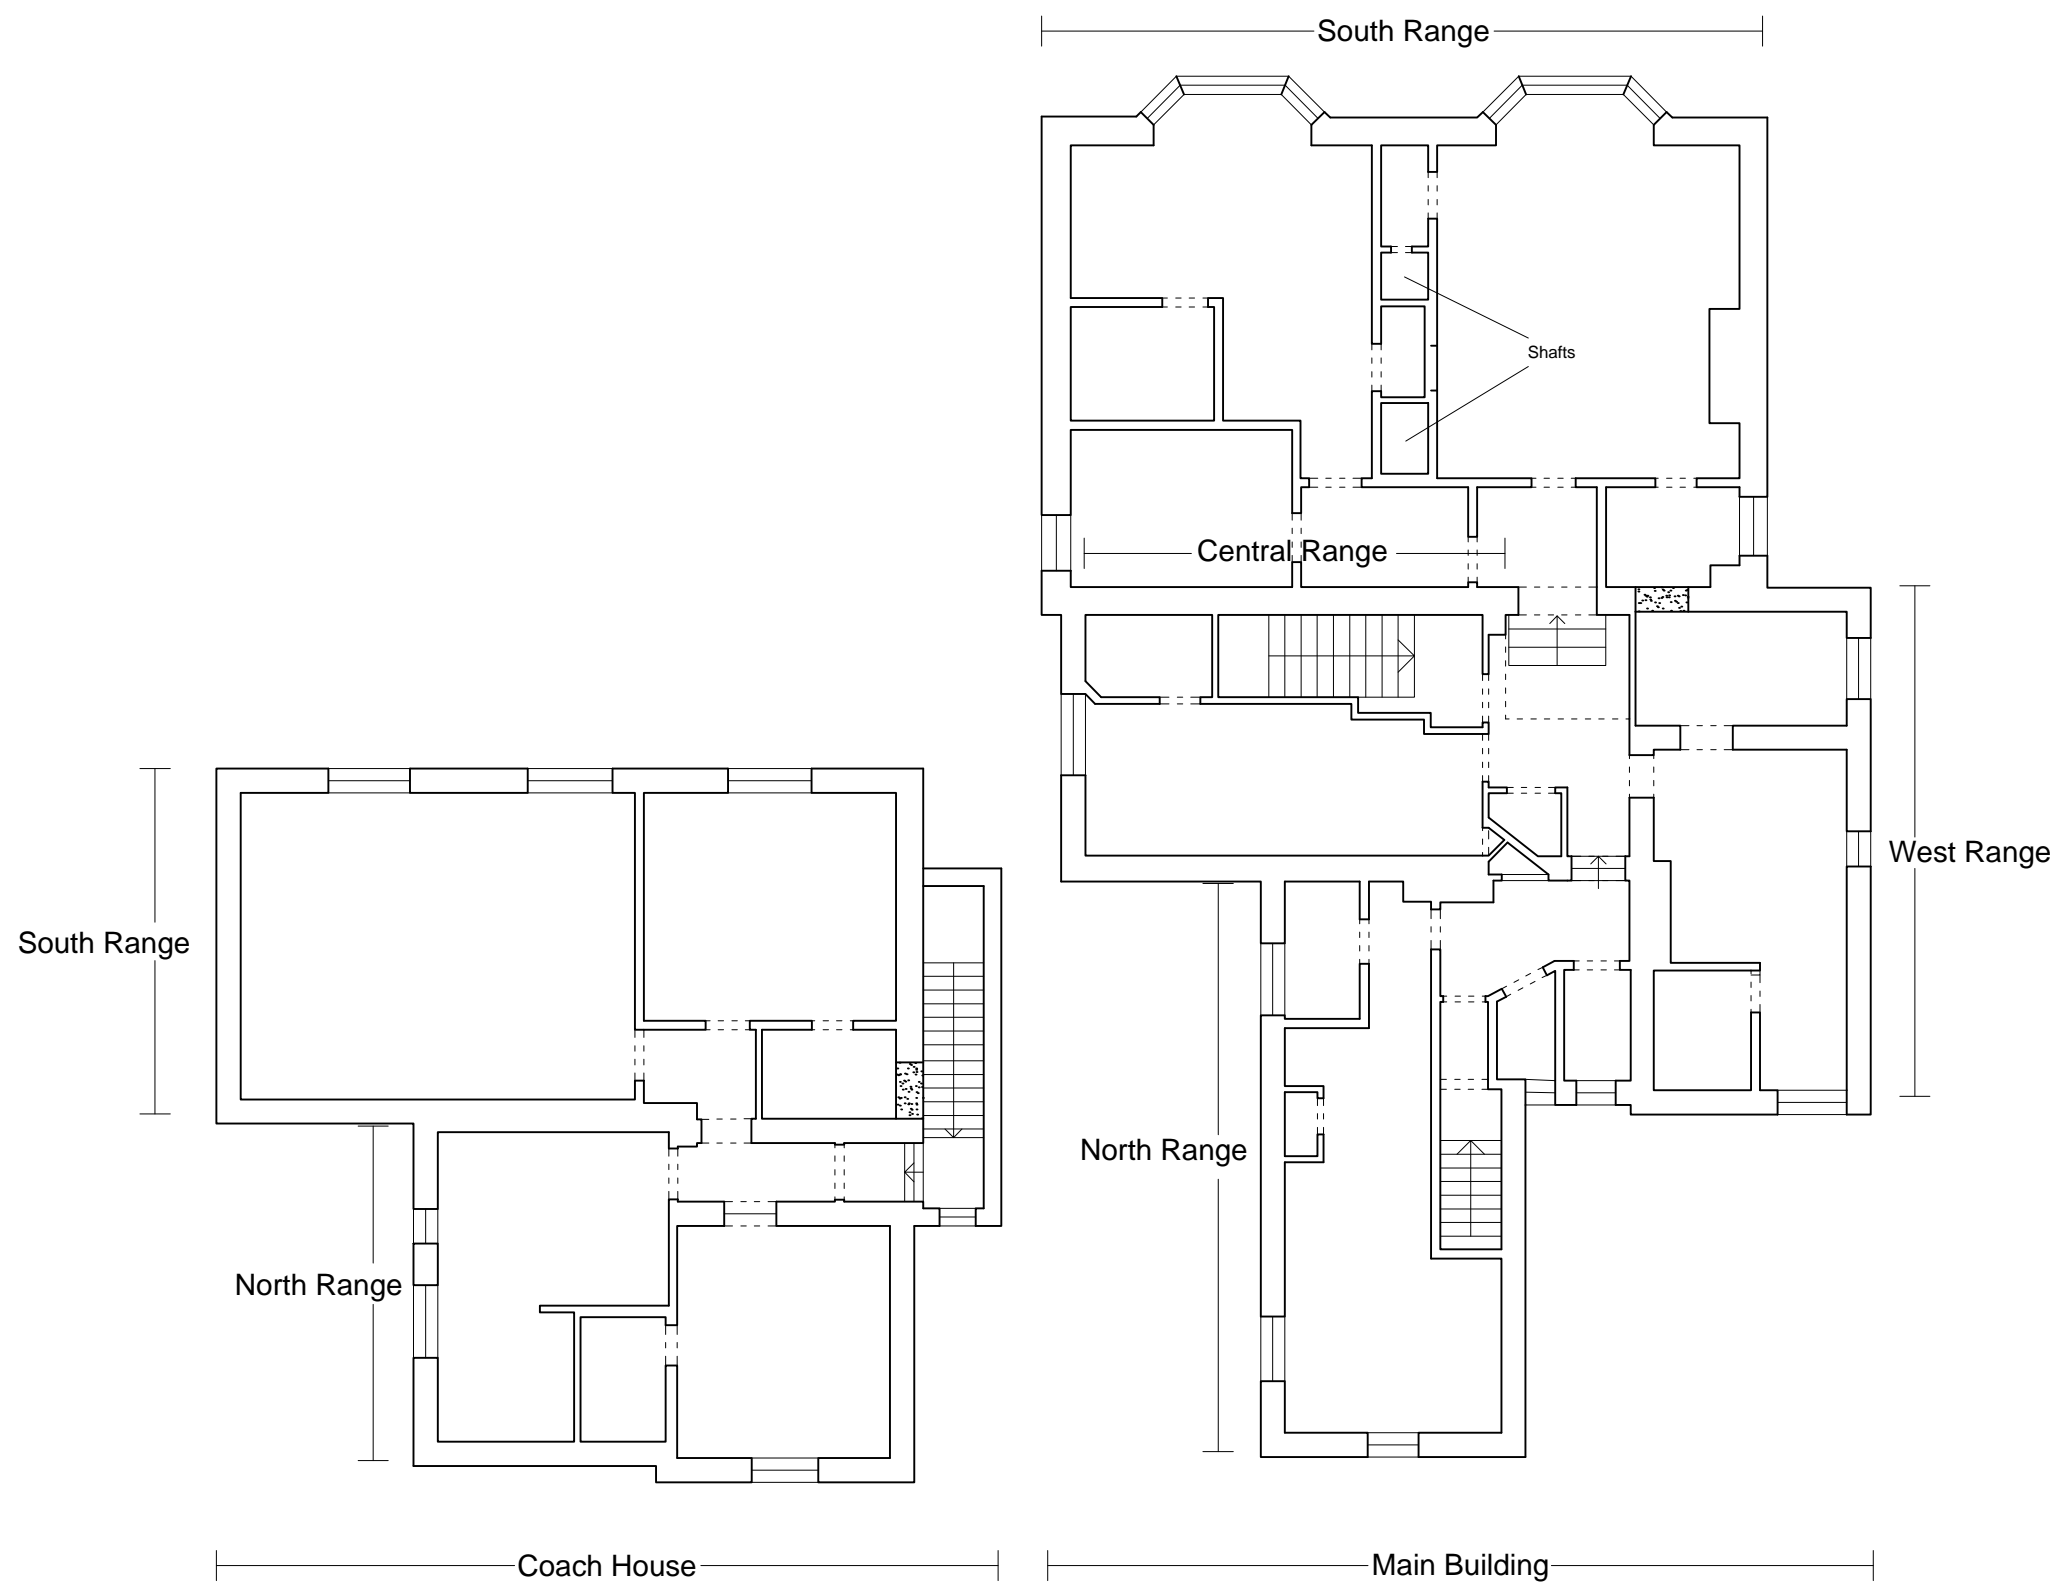 South Range
Shafts
Central Range
West Range
South Range
North Range
North Range
Coach House
Main Building